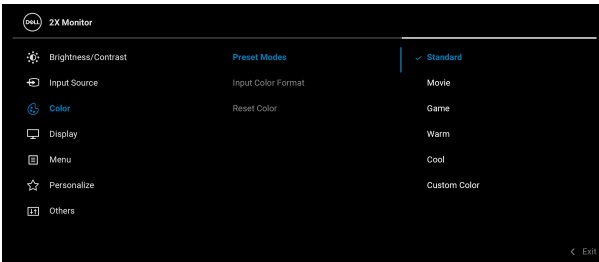 DELL 2X Monitor
Brightness/Contrast Preset Modes Standard
Input Source Input Color Format Movie
Color Reset Color Game
Display Warm
Menu Cool
Personalize Custom Color
Others
Exit